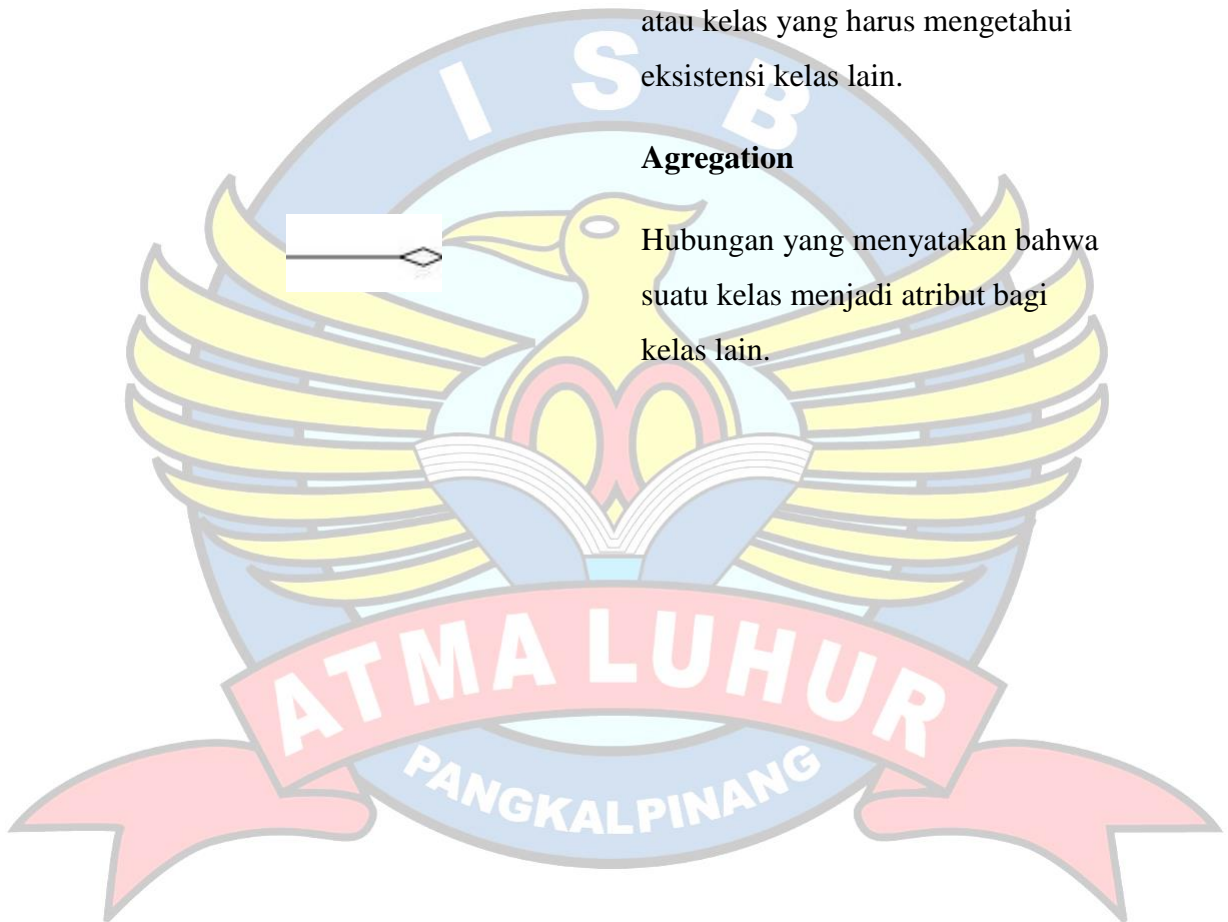 atau kelas yang harus mengetahui
eksistensi kelas lain.
Agregation
Hubungan yang menyatakan bahwa
suatu kelas menjadi atribut bagi
kelas lain.
I S B
ATMA LUHUR
PANGKALPINANG